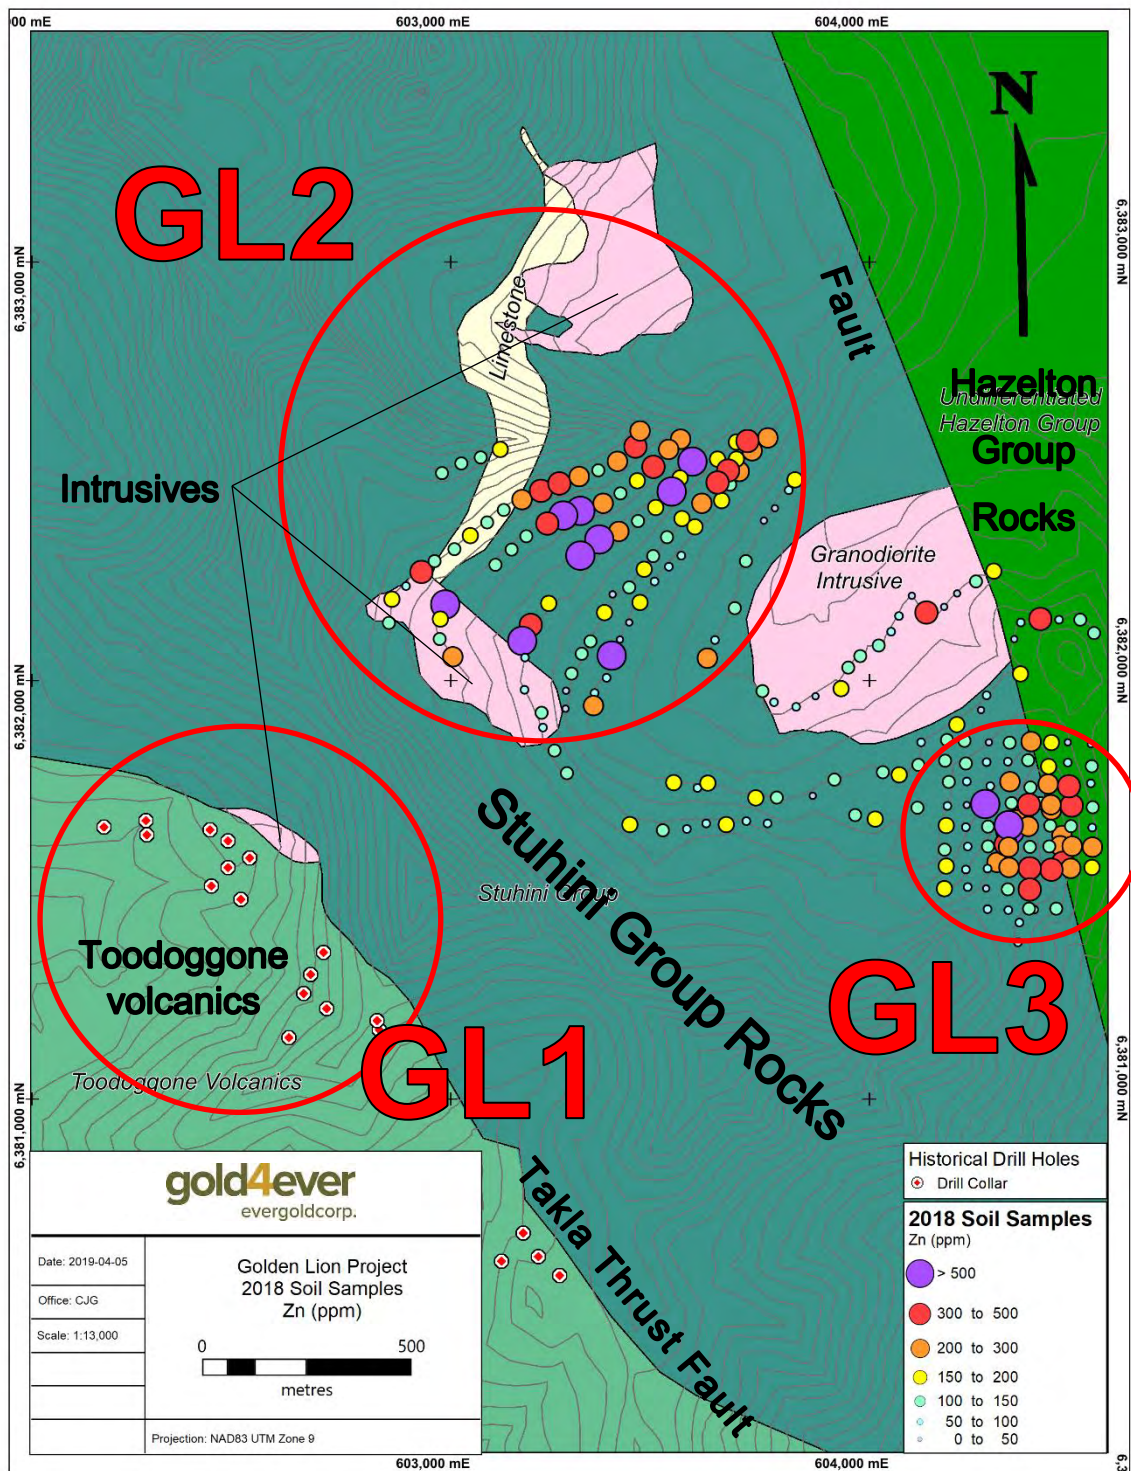 00 mE
603,000 mE
604,000 mE
N
GL2
6,383,000 mN
6,383,000 mN
Fault
Limestone
Hazelton
Undifferentiated
Hazelton Group
Group
Rocks
Intrusives
Granodiorite
Intrusive
6,382,000 mN
6,382,000 mN
Stuhini Group Rocks
Stuhini Group
Toodoggone
volcanics
GL3
GL1
Toodoggone Volcanics
6,381,000 mN
6,381,000 mN
Takla Thrust Fault
gold4ever
evergoldcorp.
Date: 2019-04-05
Office: CJG
Scale: 1:13,000
Golden Lion Project
2018 Soil Samples
Zn (ppm)
0 500
metres
Projection: NAD83 UTM Zone 9
Historical Drill Holes
Drill Collar
2018 Soil Samples
Zn (ppm)
> 500
300 to 500
200 to 300
150 to 200
100 to 150
50 to 100
0 to 50
603,000 mE
604,000 mE